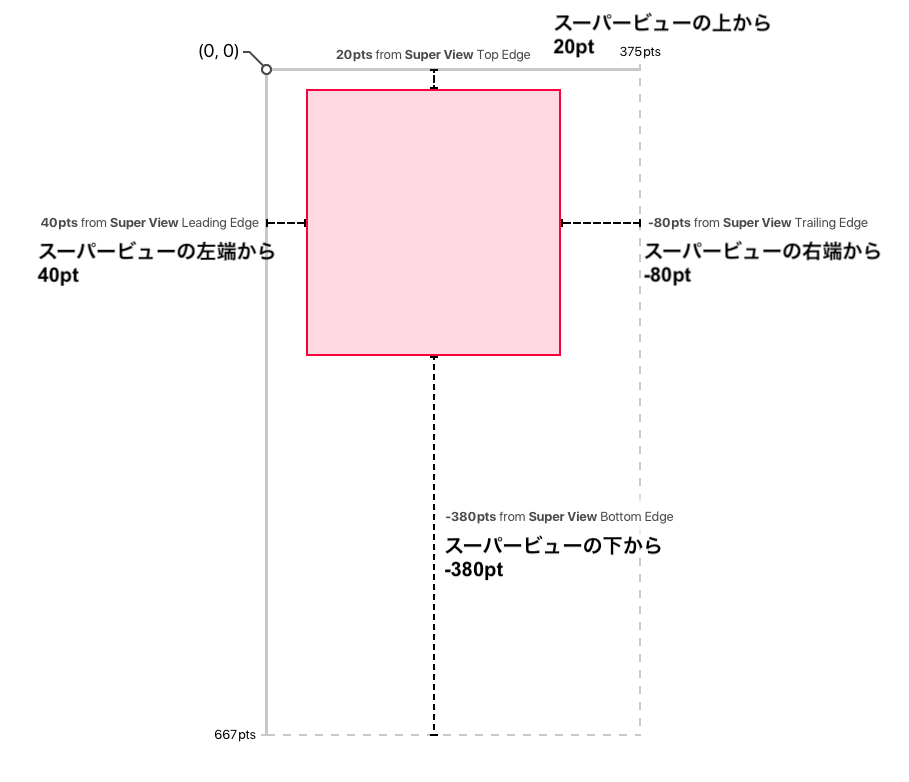 スーパービューの上から
20pt
(0, 0)
20pts from Super View Top Edge
375pts
40pts from Super View Leading Edge
スーパービューの左端から
40pt
-80pts from Super View Trailing Edge
スーパービューの右端から
-80pt
-380pts from Super View Bottom Edge
スーパービューの下から
-380pt
667pts